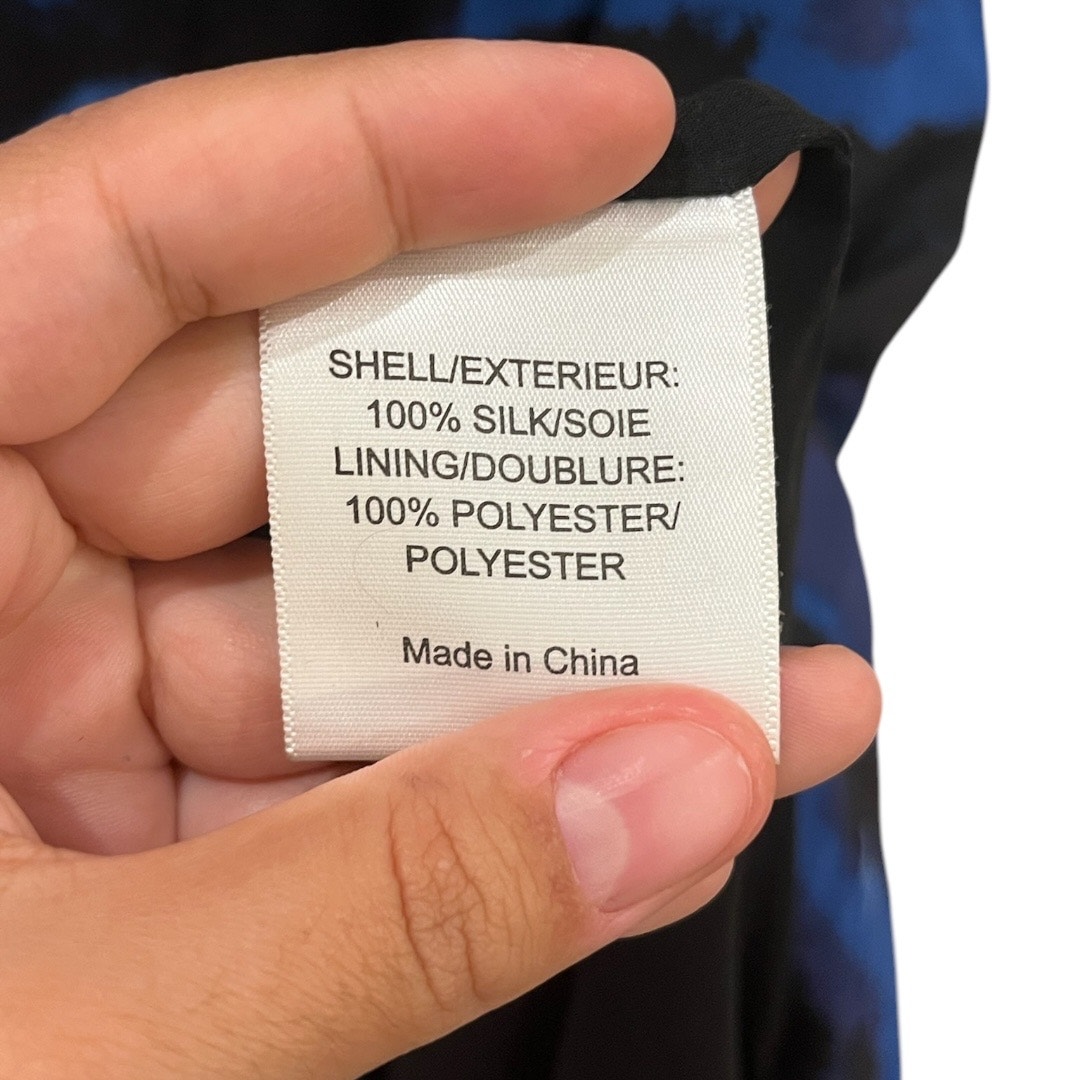 SHELL/EXTERIEUR:
100% SILK/SOIE
LINING/DOUBLURE:
100% POLYESTER/
POLYESTER
Made in China